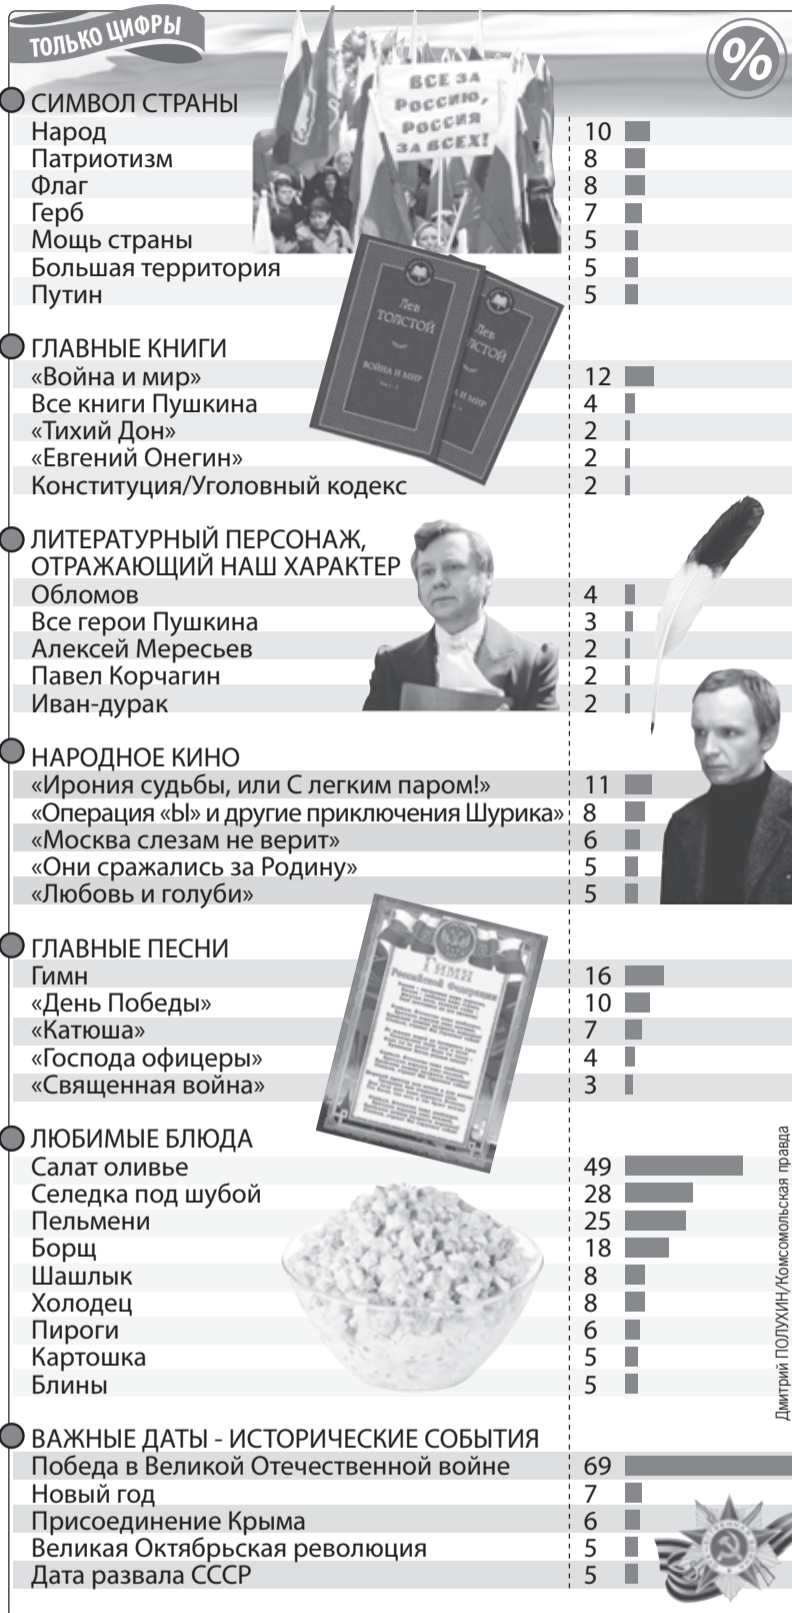 ТОЛЬКО ЦИФРЫ
%
ВСЕ ЗА
РОССИЮ,
РОССИЯ
ЗА ВСЕХ!
СИМВОЛ СТРАНЫ
Народ 10
Патриотизм 8
Флаг 8
Герб 7
Мощь страны 5
Большая территория 5
Путин 5
Лев
ТОЛСТОЙ
ВОЙНА И МИР
Лев
ЛСТОЙ
А И МИР
ГЛАВНЫЕ КНИГИ
«Война и мир» 12
Все книги Пушкина 4
«Тихий Дон» 2
«Евгений Онегин» 2
Конституция/Уголовный кодекс 2
ЛИТЕРАТУРНЫЙ ПЕРСОНАЖ,
ОТРАЖАЮЩИЙ НАШ ХАРАКТЕР
Обломов 4
Все герои Пушкина 3
Алексей Мересьев 2
Павел Корчагин 2
Иван-дурак 2
НАРОДНОЕ КИНО
«Ирония судьбы, или С легким паром!» 11
«Операция «Ы» и другие приключения Шурика» 8
«Москва слезам не верит» 6
«Они сражались за Родину» 5
«Любовь и голуби» 5
ГЛАВНЫЕ ПЕСНИ
Гимн 16
«День Победы» 10
«Катюша» 7
«Господа офицеры» 4
«Священная война» 3
Гимн
Российской Федерации
ЛЮБИМЫЕ БЛЮДА
Салат оливье 49
Селедка под шубой 28
Пельмени 25
Борщ 18
Шашлык 8
Холодец 8
Пироги 6
Картошка 5
Блины 5
Дмитрий ПОЛУХИН/Комсомольская правда
ВАЖНЫЕ ДАТЫ - ИСТОРИЧЕСКИЕ СОБЫТИЯ
Победа в Великой Отечественной войне 69
Новый год 7
Присоединение Крыма 6
Великая Октябрьская революция 5
Дата развала СССР 5